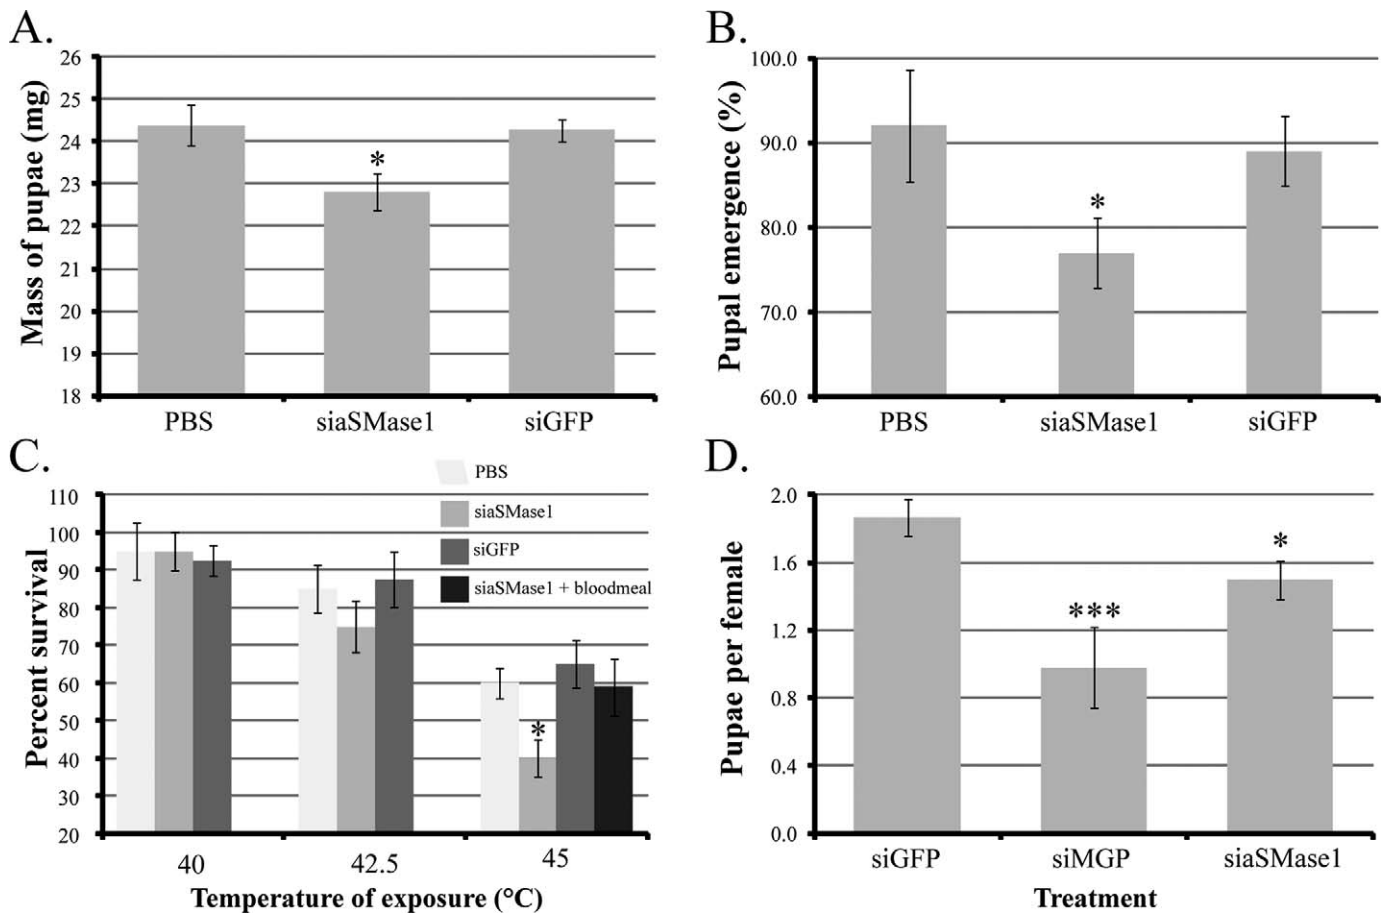 A.
Mass of pupae (mg)
26
25
24
23
22
21
20
19
18
*
PBS
siaSMase1
siGFP
B.
Pupal emergence (%)
100.0
90.0
80.0
70.0
60.0
*
PBS
siaSMase1
siGFP
C.
Percent survival
110
100
90
80
70
60
50
40
30
20
PBS
siaSMase1
siGFP
siaSMase1 + bloodmeal
*
40
42.5
45
Temperature of exposure (°C)
D.
Pupae per female
2.0
1.6
1.2
0.8
0.4
0.0
***
*
siGFP
siMGP
siaSMase1
Treatment